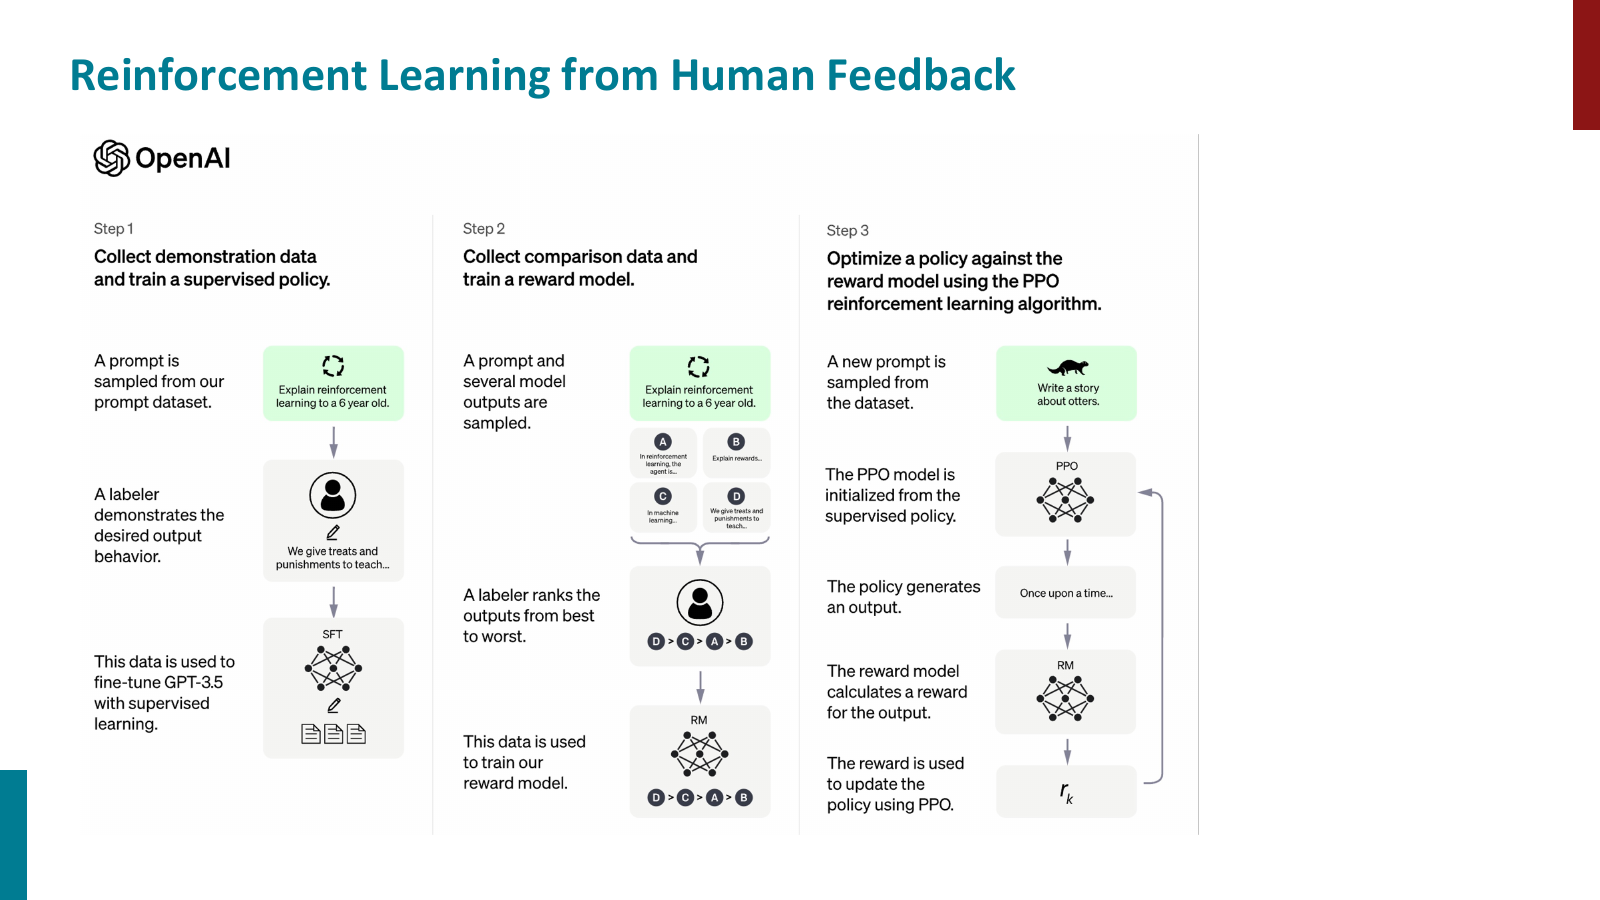 Reinforcement Learning from Human Feedback
OpenAI
Step 1
Collect demonstration data
and train a supervised policy.
A prompt is
sampled from our
prompt dataset.
Explain reinforcement
learning to a 6 year old.
A labeler
demonstrates the
desired output
behavior.
We give treats and
punishments to teach...
This data is used to
fine-tune GPT-3.5
with supervised
learning.
SFT
Step 2
Collect comparison data and
train a reward model.
A prompt and
several model
outputs are
sampled.
Explain reinforcement
learning to a 6 year old.
A
In reinforcement
learning, the
agent is...
B
Explain rewards...
C
In machine
learning...
D
We give treats and
punishments to
teach...
A labeler ranks the
outputs from best
to worst.
D > C > A > B
This data is used
to train our
reward model.
RM
D > C > A > B
Step 3
Optimize a policy against the
reward model using the PPO
reinforcement learning algorithm.
A new prompt is
sampled from
the dataset.
Write a story
about otters.
The PPO model is
initialized from the
supervised policy.
PPO
The policy generates
an output.
Once upon a time...
The reward model
calculates a reward
for the output.
RM
The reward is used
to update the
policy using PPO.
r_k